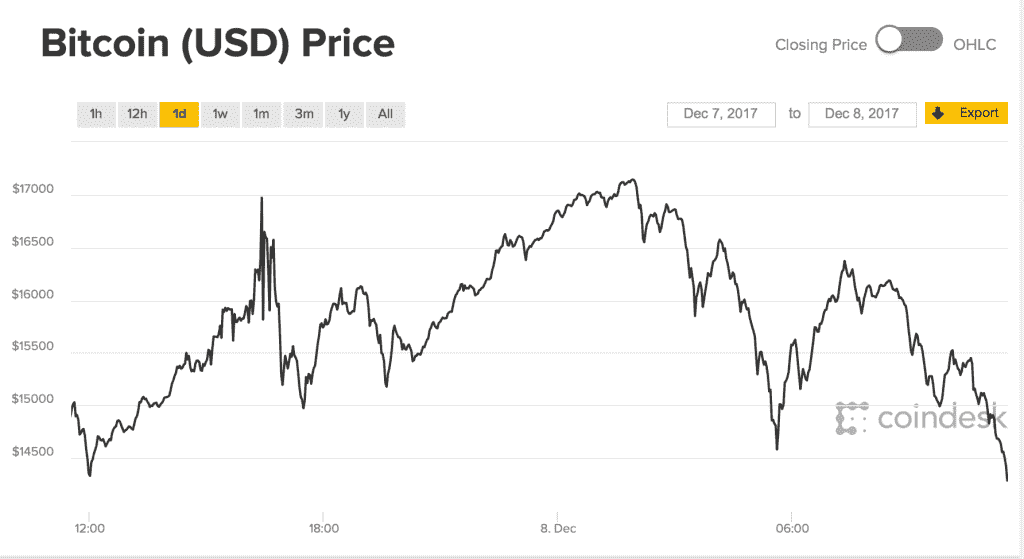 Bitcoin (USD) Price
Closing Price OHLC
1h 12h 1d 1w 1m 3m 1y All Dec 7, 2017 to Dec 8, 2017 Export
$17000
$16500
$16000
$15500
$15000
coindesk
$14500
12:00 18:00 8. Dec 06:00